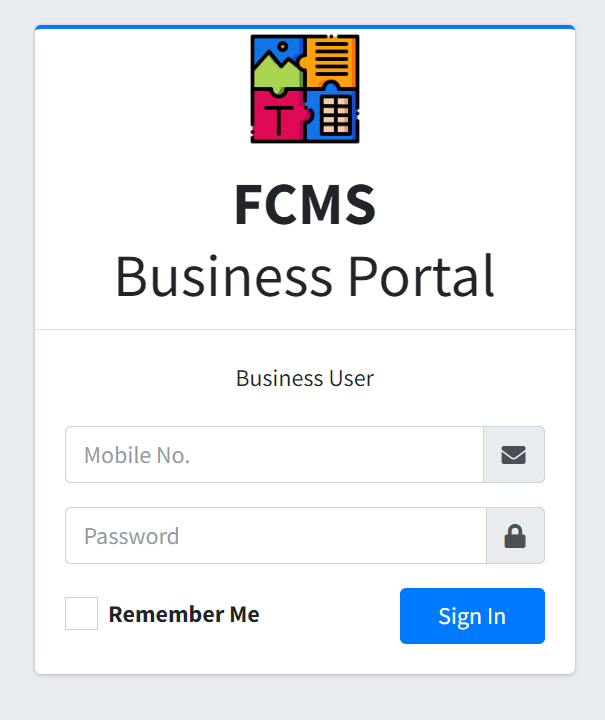 T
FCMS
Business Portal
Business User
Mobile No.
Password
Remember Me
Sign In